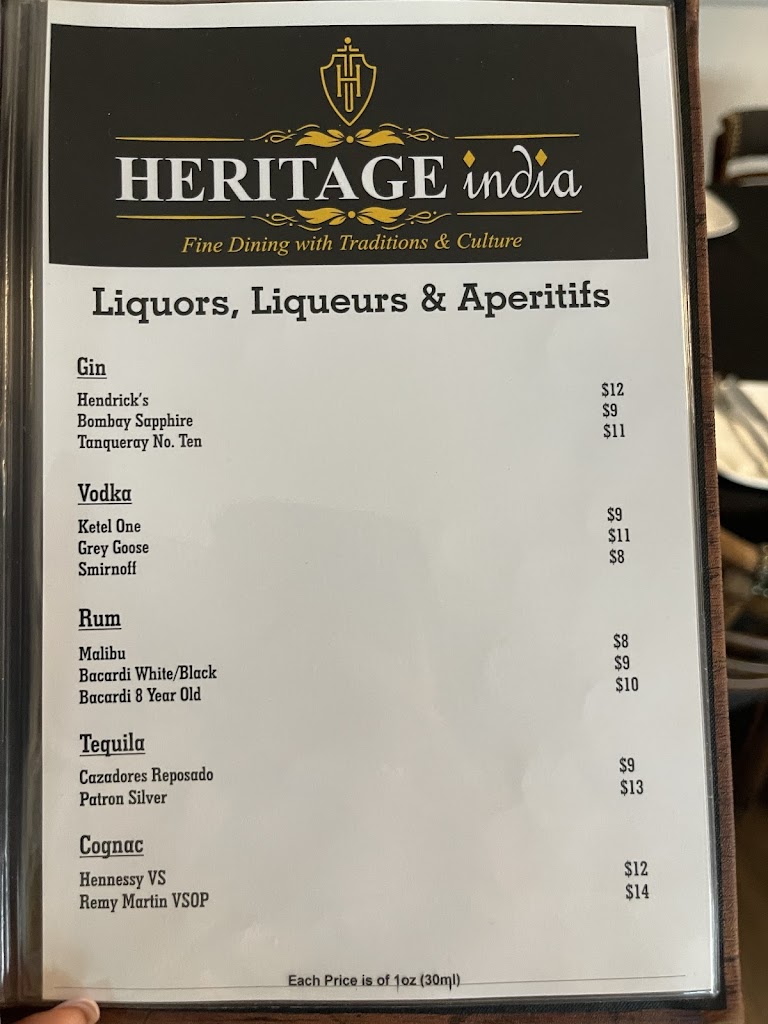 HERITAGE india
Fine Dining with Traditions & Culture
Liquors, Liqueurs & Aperitifs
Gin
Hendrick's $12
Bombay Sapphire $9
Tanqueray No. Ten $11
Vodka
Ketel One $9
Grey Goose $11
Smirnoff $8
Rum
Malibu $8
Bacardi White/Black $9
Bacardi 8 Year Old $10
Tequila
Cazadores Reposado $9
Patron Silver $13
Cognac
Hennessy VS $12
Remy Martin VSOP $14
Each Price is of 1oz (30ml)